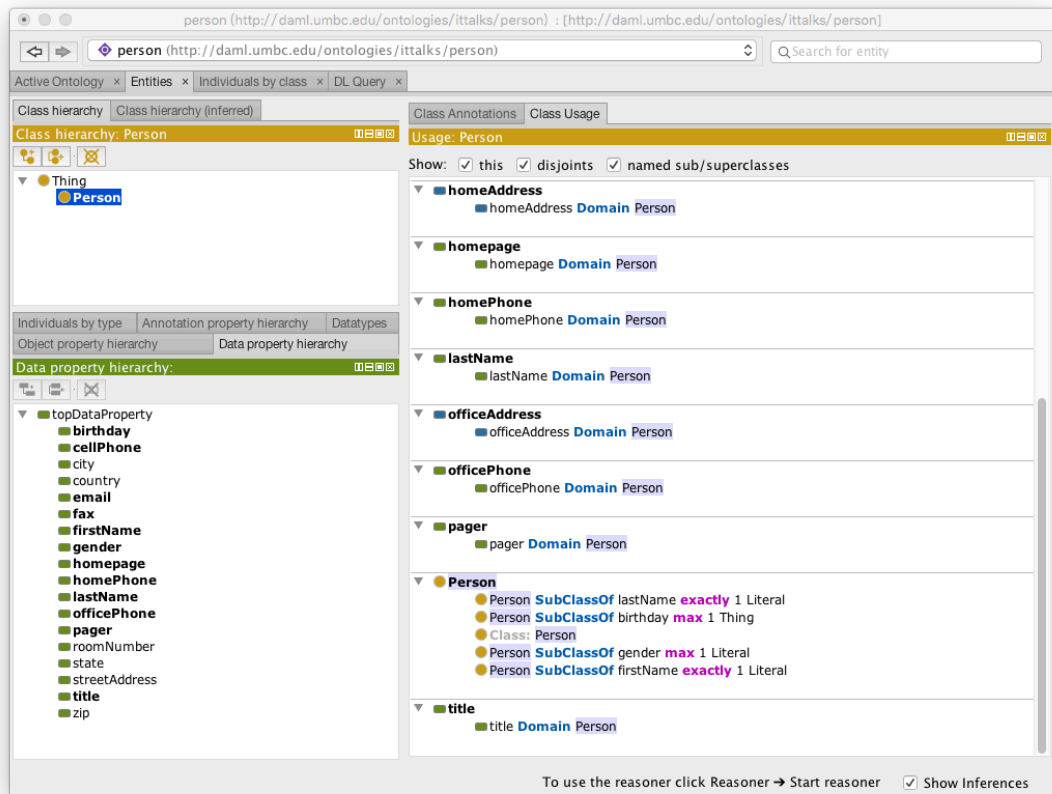 person (http://daml.umbc.edu/ontologies/ittalks/person) : [http://daml.umbc.edu/ontologies/ittalks/person]
person (http://daml.umbc.edu/ontologies/ittalks/person)
Search for entity
Active Ontology × Entities × Individuals by class × DL Query ×
Class hierarchy Class hierarchy (inferred)
Class hierarchy: Person
Thing
Person
Individuals by type Annotation property hierarchy Datatypes
Object property hierarchy Data property hierarchy
Data property hierarchy:
topDataProperty
birthday
cellPhone
city
country
email
fax
firstName
gender
homepage
homePhone
lastName
officePhone
pager
roomNumber
state
streetAddress
title
zip
Class Annotations Class Usage
Usage: Person
Show: this disjoints named sub/superclasses
homeAddress
homeAddress Domain Person
homepage
homepage Domain Person
homePhone
homePhone Domain Person
lastName
lastName Domain Person
officeAddress
officeAddress Domain Person
officePhone
officePhone Domain Person
pager
pager Domain Person
Person
Person SubClassOf lastName exactly 1 Literal
Person SubClassOf birthday max 1 Thing
Class: Person
Person SubClassOf gender max 1 Literal
Person SubClassOf firstName exactly 1 Literal
title
title Domain Person
To use the reasoner click Reasoner → Start reasoner Show Inferences